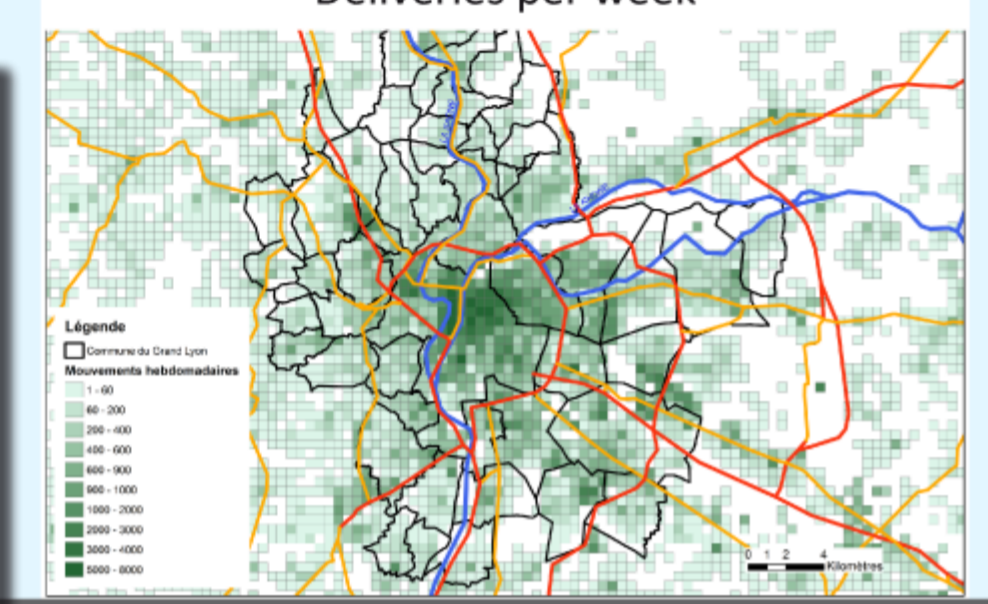 Deliveries per week
Légende
Commune du Grand Lyon
Mouvements hebdomadaires
1 - 60
60 - 200
200 - 400
400 - 600
600 - 900
900 - 1000
1000 - 2000
2000 - 3000
3000 - 4000
5000 - 8000
0 1 2 4
Kilomètres